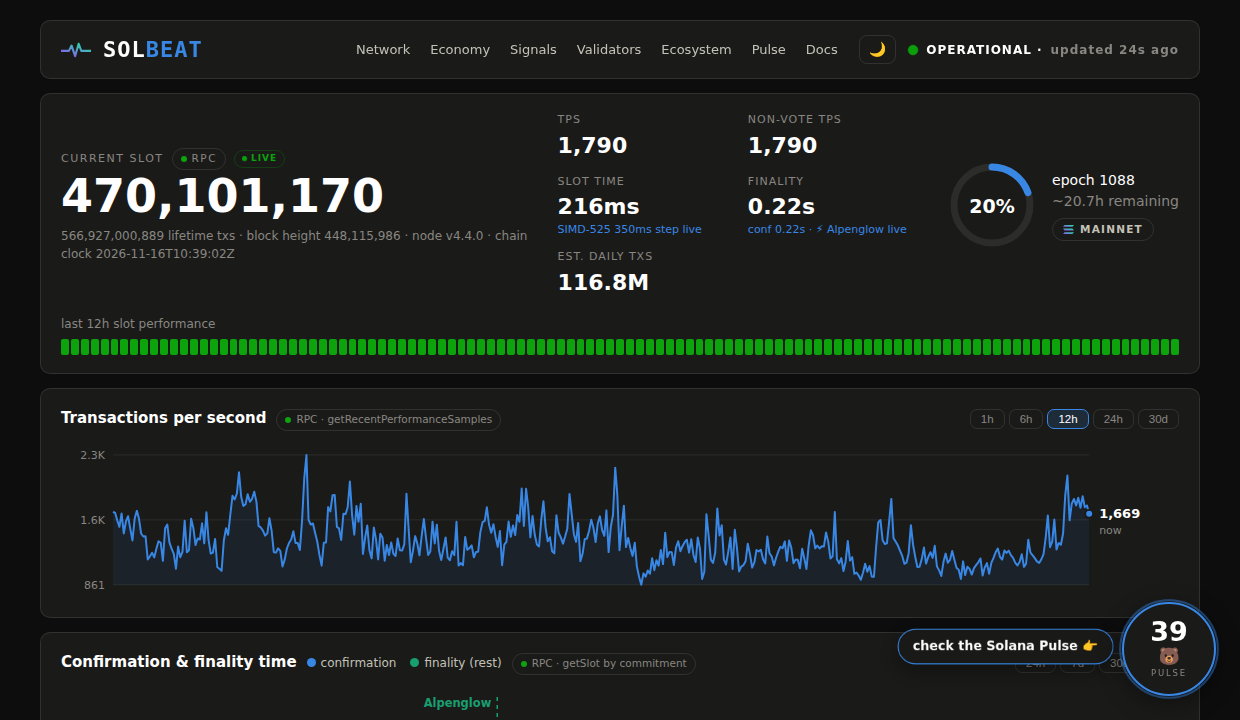 SOLBEAT
Network Economy Signals Validators Ecosystem Pulse Docs
OPERATIONAL · updated 24s ago
CURRENT SLOT RPC LIVE
470,101,170
566,927,000,889 lifetime txs · block height 448,115,986 · node v4.4.0 · chain
clock 2026-11-16T10:39:02Z
TPS
1,790
NON-VOTE TPS
1,790
SLOT TIME
216ms
SIMD-525 350ms step live
FINALITY
0.22s
conf 0.22s · ⚡ Alpenglow live
EST. DAILY TXS
116.8M
20%
epoch 1088
~20.7h remaining
MAINNET
last 12h slot performance
Transactions per second RPC · getRecentPerformanceSamples
1h 6h 12h 24h 30d
2.3K
1.6K
861
1,669
now
Confirmation & finality time confirmation finality (rest) RPC · getSlot by commitment
Alpenglow
check the Solana Pulse 👉
39
PULSE